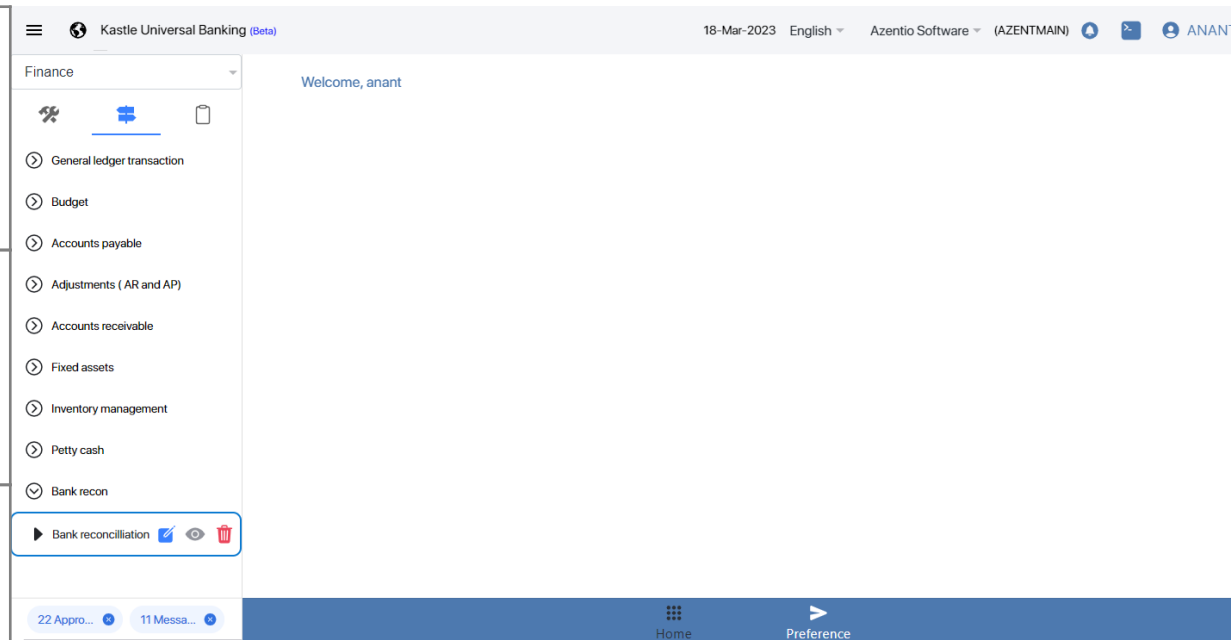 Kastle Universal Banking (Beta)
18-Mar-2023 English Azentio Software (AZENTMAIN) ANANT
Finance
Welcome, anant
General ledger transaction
Budget
Accounts payable
Adjustments ( AR and AP)
Accounts receivable
Fixed assets
Inventory management
Petty cash
Bank recon
Bank reconcilliation
22 Appro... 11 Messa...
Home Preference